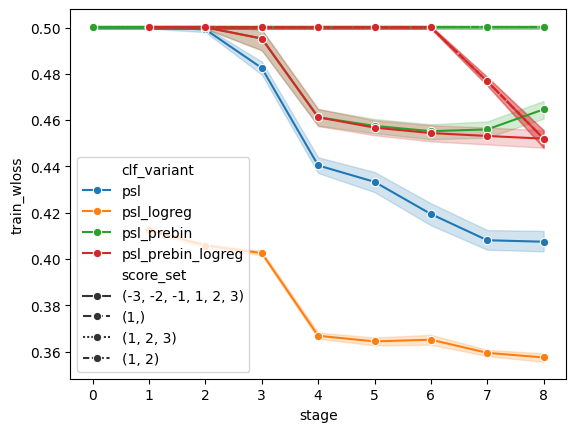 0.50
0.48
0.46
0.44
0.42
0.40
0.38
0.36
train_wloss
clf_variant
psl
psl_logreg
psl_prebin
psl_prebin_logreg
score_set
(-3, -2, -1, 1, 2, 3)
(1,)
(1, 2, 3)
(1, 2)
0 1 2 3 4 5 6 7 8
stage